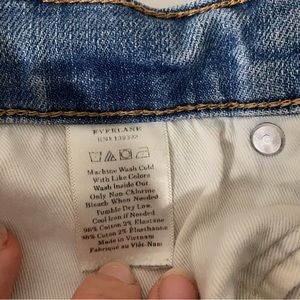 EVERLANE
Machine Wash Cold
With Like Colors
Wash Inside Out
Only Non-Chlorine
Bleach When Needed
Tumble Dry Low
Cool Iron if Needed
98% Cotton 2% Elastane
98% Coton 2% Élastane
Made in Vietnam
Fabriqué au Viêt-Nam